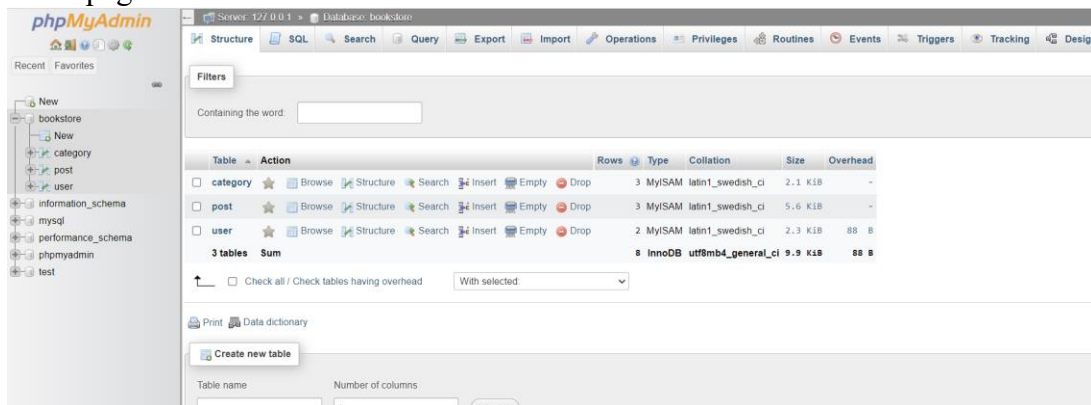 phpMyAdmin
Recent Favorites
New
bookstore
New
category
post
user
information_schema
mysql
performance_schema
phpmyadmin
test
Server: 127.0.0.1 » Database: bookstore
Structure SQL Search Query Export Import Operations Privileges Routines Events Triggers Tracking Desig
Filters
Containing the word:
Table Action Rows Type Collation Size Overhead
category Browse Structure Search Insert Empty Drop 3 MyISAM latin1_swedish_ci 2.1 KiB -
post Browse Structure Search Insert Empty Drop 3 MyISAM latin1_swedish_ci 5.6 KiB -
user Browse Structure Search Insert Empty Drop 2 MyISAM latin1_swedish_ci 2.3 KiB 88 B
3 tables Sum 8 InnoDB utf8mb4_general_ci 9.9 KiB 88 B
Check all / Check tables having overhead With selected:
Print Data dictionary
Create new table
Table name Number of columns